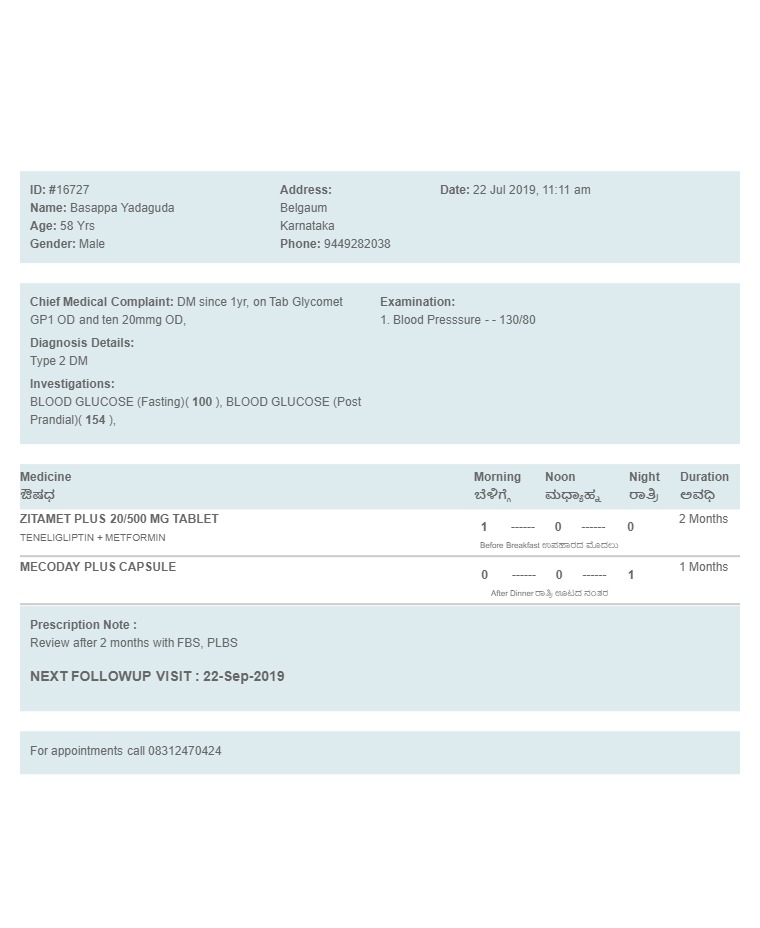 ID: #16727
Name: Basappa Yadaguda
Age: 58 Yrs
Gender: Male
Address:
Belgaum
Karnataka
Phone: 9449282038
Date: 22 Jul 2019, 11:11 am
Chief Medical Complaint: DM since 1yr, on Tab Glycomet
GP1 OD and ten 20mmg OD,
Diagnosis Details:
Type 2 DM
Investigations:
BLOOD GLUCOSE (Fasting)( 100 ), BLOOD GLUCOSE (Post
Prandial)( 154 ),
Examination:
1. Blood Presssure - - 130/80
Medicine Morning Noon Night Duration
ಔಷಧ ಬೆಳಿಗ್ಗೆ ಮಧ್ಯಾಹ್ನ ರಾತ್ರಿ ಅವಧಿ
ZITAMET PLUS 20/500 MG TABLET 1 ------ 0 ------ 0 2 Months
TENELIGLIPTIN + METFORMIN
Before Breakfast ಉಪಹಾರದ ಮೊದಲು
MECODAY PLUS CAPSULE 0 ------ 0 ------ 1 1 Months
After Dinner ರಾತ್ರಿ ಊಟದ ನಂತರ
Prescription Note :
Review after 2 months with FBS, PLBS
NEXT FOLLOWUP VISIT : 22-Sep-2019
For appointments call 08312470424